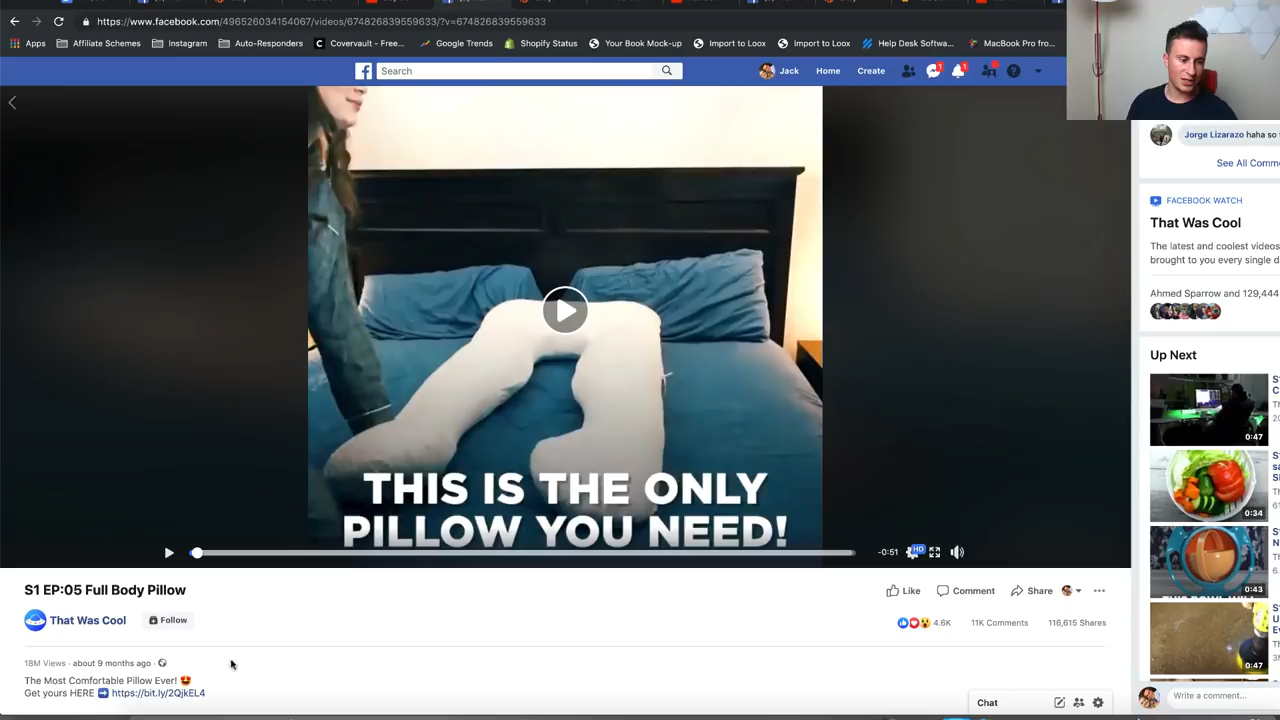 https://www.facebook.com/496526034154067/videos/674826839559633/?v=674826839559633
Apps
Affiliate Schemes
Instagram
Auto-Responders
Covervault - Free...
Google Trends
Shopify Status
Your Book Mock-up
Import to Loox
Import to Loox
Help Desk Softwa...
MacBook Pro fro...
Search
Jack
Home
Create
1
1
Jorge Lizarazo haha so
See All Comme
FACEBOOK WATCH
That Was Cool
The latest and coolest videos
brought to you every single d
Ahmed Sparrow and 129,444
Up Next
0:47
0:34
0:43
0:47
THIS IS THE ONLY
PILLOW YOU NEED!
-0:51
HD
S1 EP:05 Full Body Pillow
Like
Comment
Share
That Was Cool
Follow
4.6K
11K Comments
116,615 Shares
18M Views · about 9 months ago ·
The Most Comfortable Pillow Ever!
Get yours HERE https://bit.ly/2QjkEL4
Chat
Write a comment...